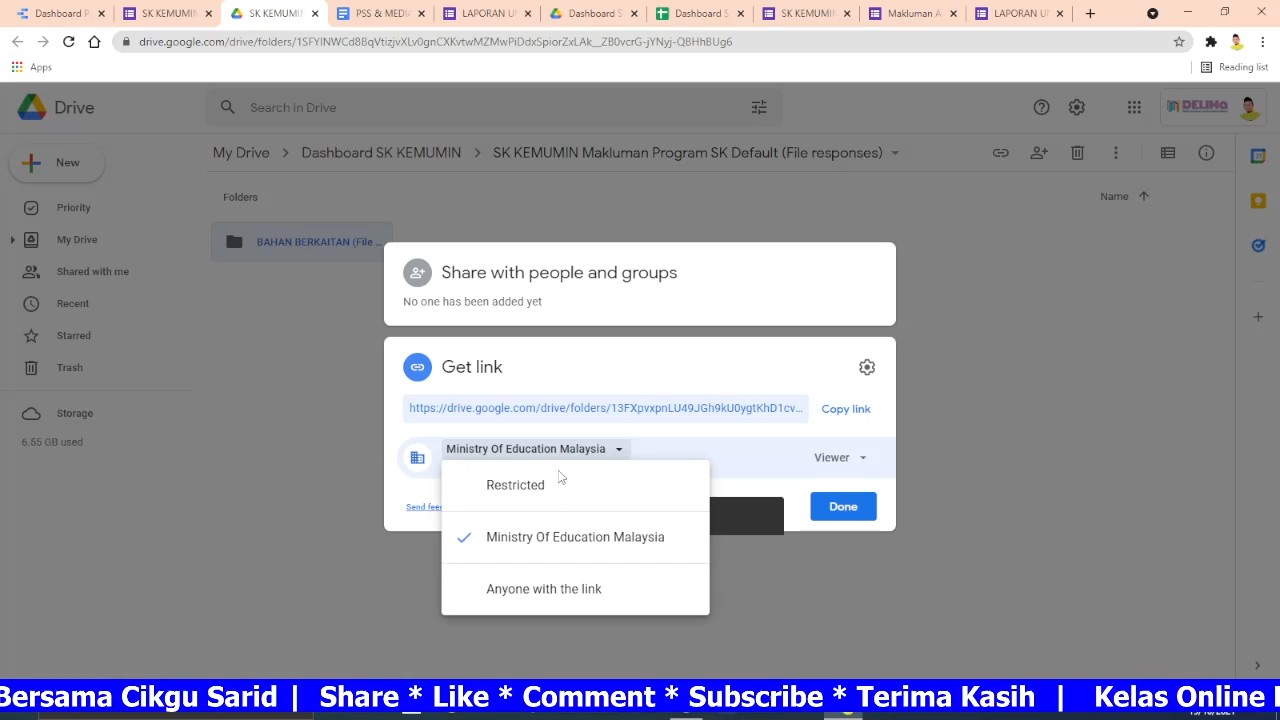 Dashboard P
SK KEMUMIN
SK KEMUMIN
PSS & MEDIA
LAPORAN U
Dashboard S
Dashboard S
SK KEMUMIN
Makluman A
LAPORAN U
drive.google.com/drive/folders/1SFYINWCd8BqVtizjvXLv0gnCXKvtwMZMwPiDdxSpiorZxLAk__ZB0vcrG-jYNyj-QBHhBUg6
Apps
Reading list
Drive
Search in Drive
DELIMa
New
My Drive
Dashboard SK KEMUMIN
SK KEMUMIN Makluman Program SK Default (File responses)
Priority
My Drive
Shared with me
Recent
Starred
Trash
Storage
6.55 GB used
Folders
Name
BAHAN BERKAITAN (File ...
Share with people and groups
No one has been added yet
Get link
https://drive.google.com/drive/folders/13FXpvxpnLU49JGh9kU0ygtKhD1cv...
Copy link
Ministry Of Education Malaysia
Viewer
Restricted
Send fee
Done
Ministry Of Education Malaysia
Anyone with the link
Bersama Cikgu Sarid | Share * Like * Comment * Subscribe * Terima Kasih | Kelas Online